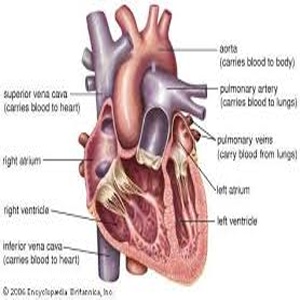 aorta
(carries blood to body)
superior vena cava
(carries blood to heart)
pulmonary artery
(carries blood to lungs)
pulmonary veins
(carry blood from lungs)
right atrium
left atrium
right ventricle
left ventricle
inferior vena cava
(carries blood to heart)
© 2006 Encyclopædia Britannica, Inc.